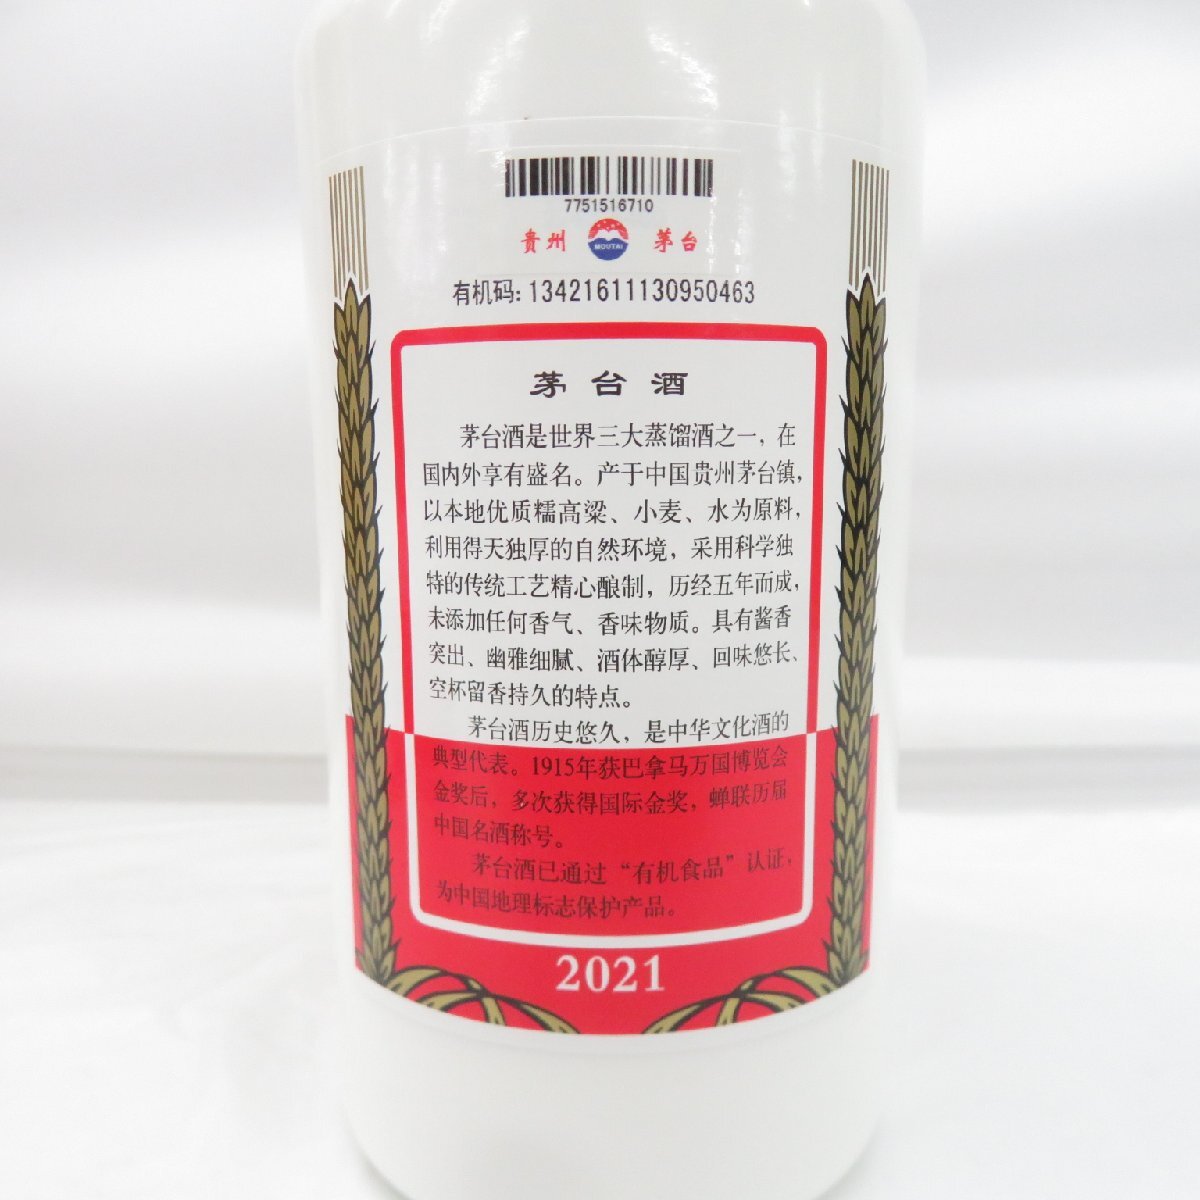 7751516710
贵州 MOUTAI 茅台
有机码:13421611130950463
茅台酒
茅台酒是世界三大蒸馏酒之一，在
国内外享有盛名。产于中国贵州茅台镇，
以本地优质糯高粱、小麦、水为原料，
利用得天独厚的自然环境，采用科学独
特的传统工艺精心酿制，历经五年而成，
未添加任何香气、香味物质。具有酱香
突出、幽雅细腻、酒体醇厚、回味悠长、
空杯留香持久的特点。
茅台酒历史悠久，是中华文化酒的
典型代表。1915年获巴拿马万国博览会
金奖后，多次获得国际金奖，蝉联历届
中国名酒称号。
茅台酒已通过“有机食品”认证，
为中国地理标志保护产品。
2021